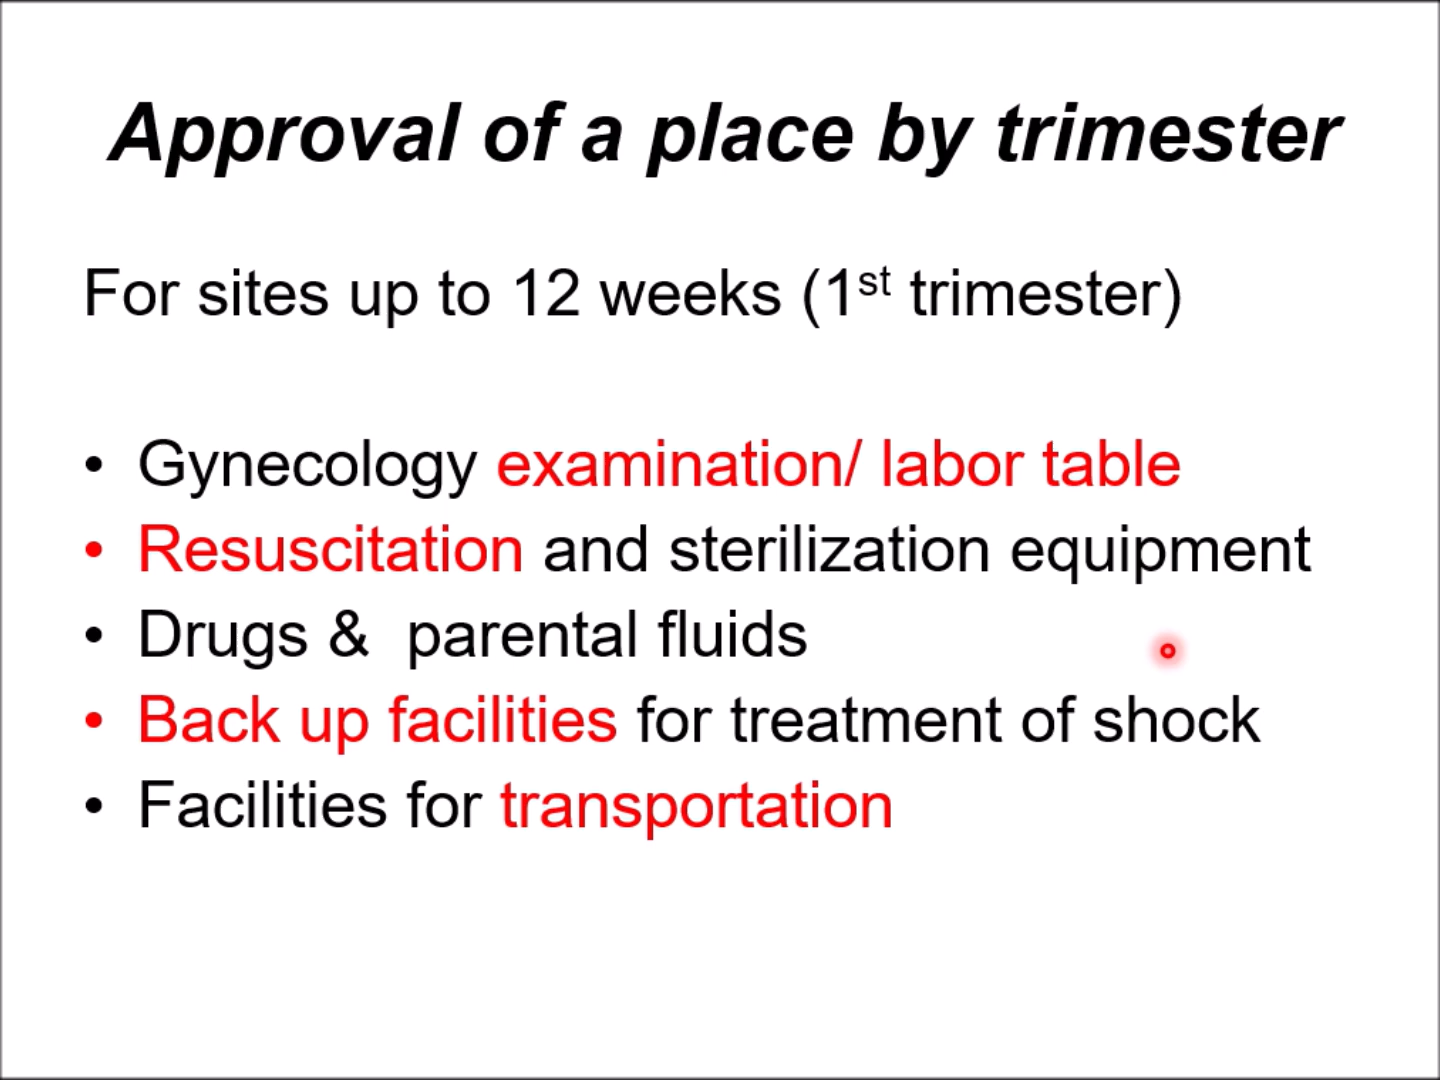 Approval of a place by trimester
For sites up to 12 weeks (1st trimester)
• Gynecology examination/ labor table
• Resuscitation and sterilization equipment
• Drugs &  parental fluids
• Back up facilities for treatment of shock
• Facilities for transportation